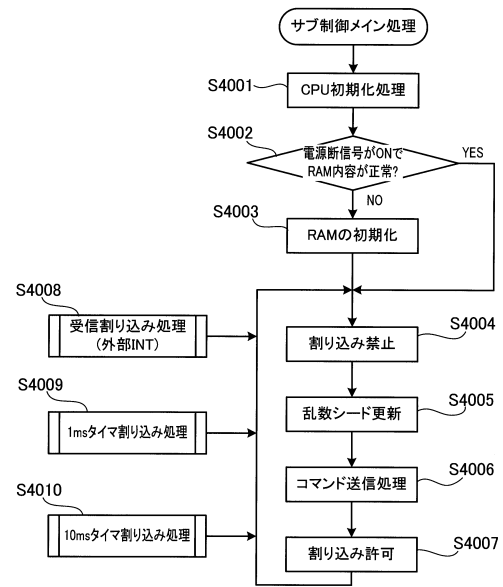 サブ制御メイン処理
S4001
CPU初期化処理
S4002
電源断信号がONで
RAM内容が正常?
YES
NO
S4003
RAMの初期化
S4008
受信割り込み処理
(外部INT)
割り込み禁止
S4004
S4009
1msタイマ割り込み処理
乱数シード更新
S4005
コマンド送信処理
S4006
S4010
10msタイマ割り込み処理
割り込み許可
S4007